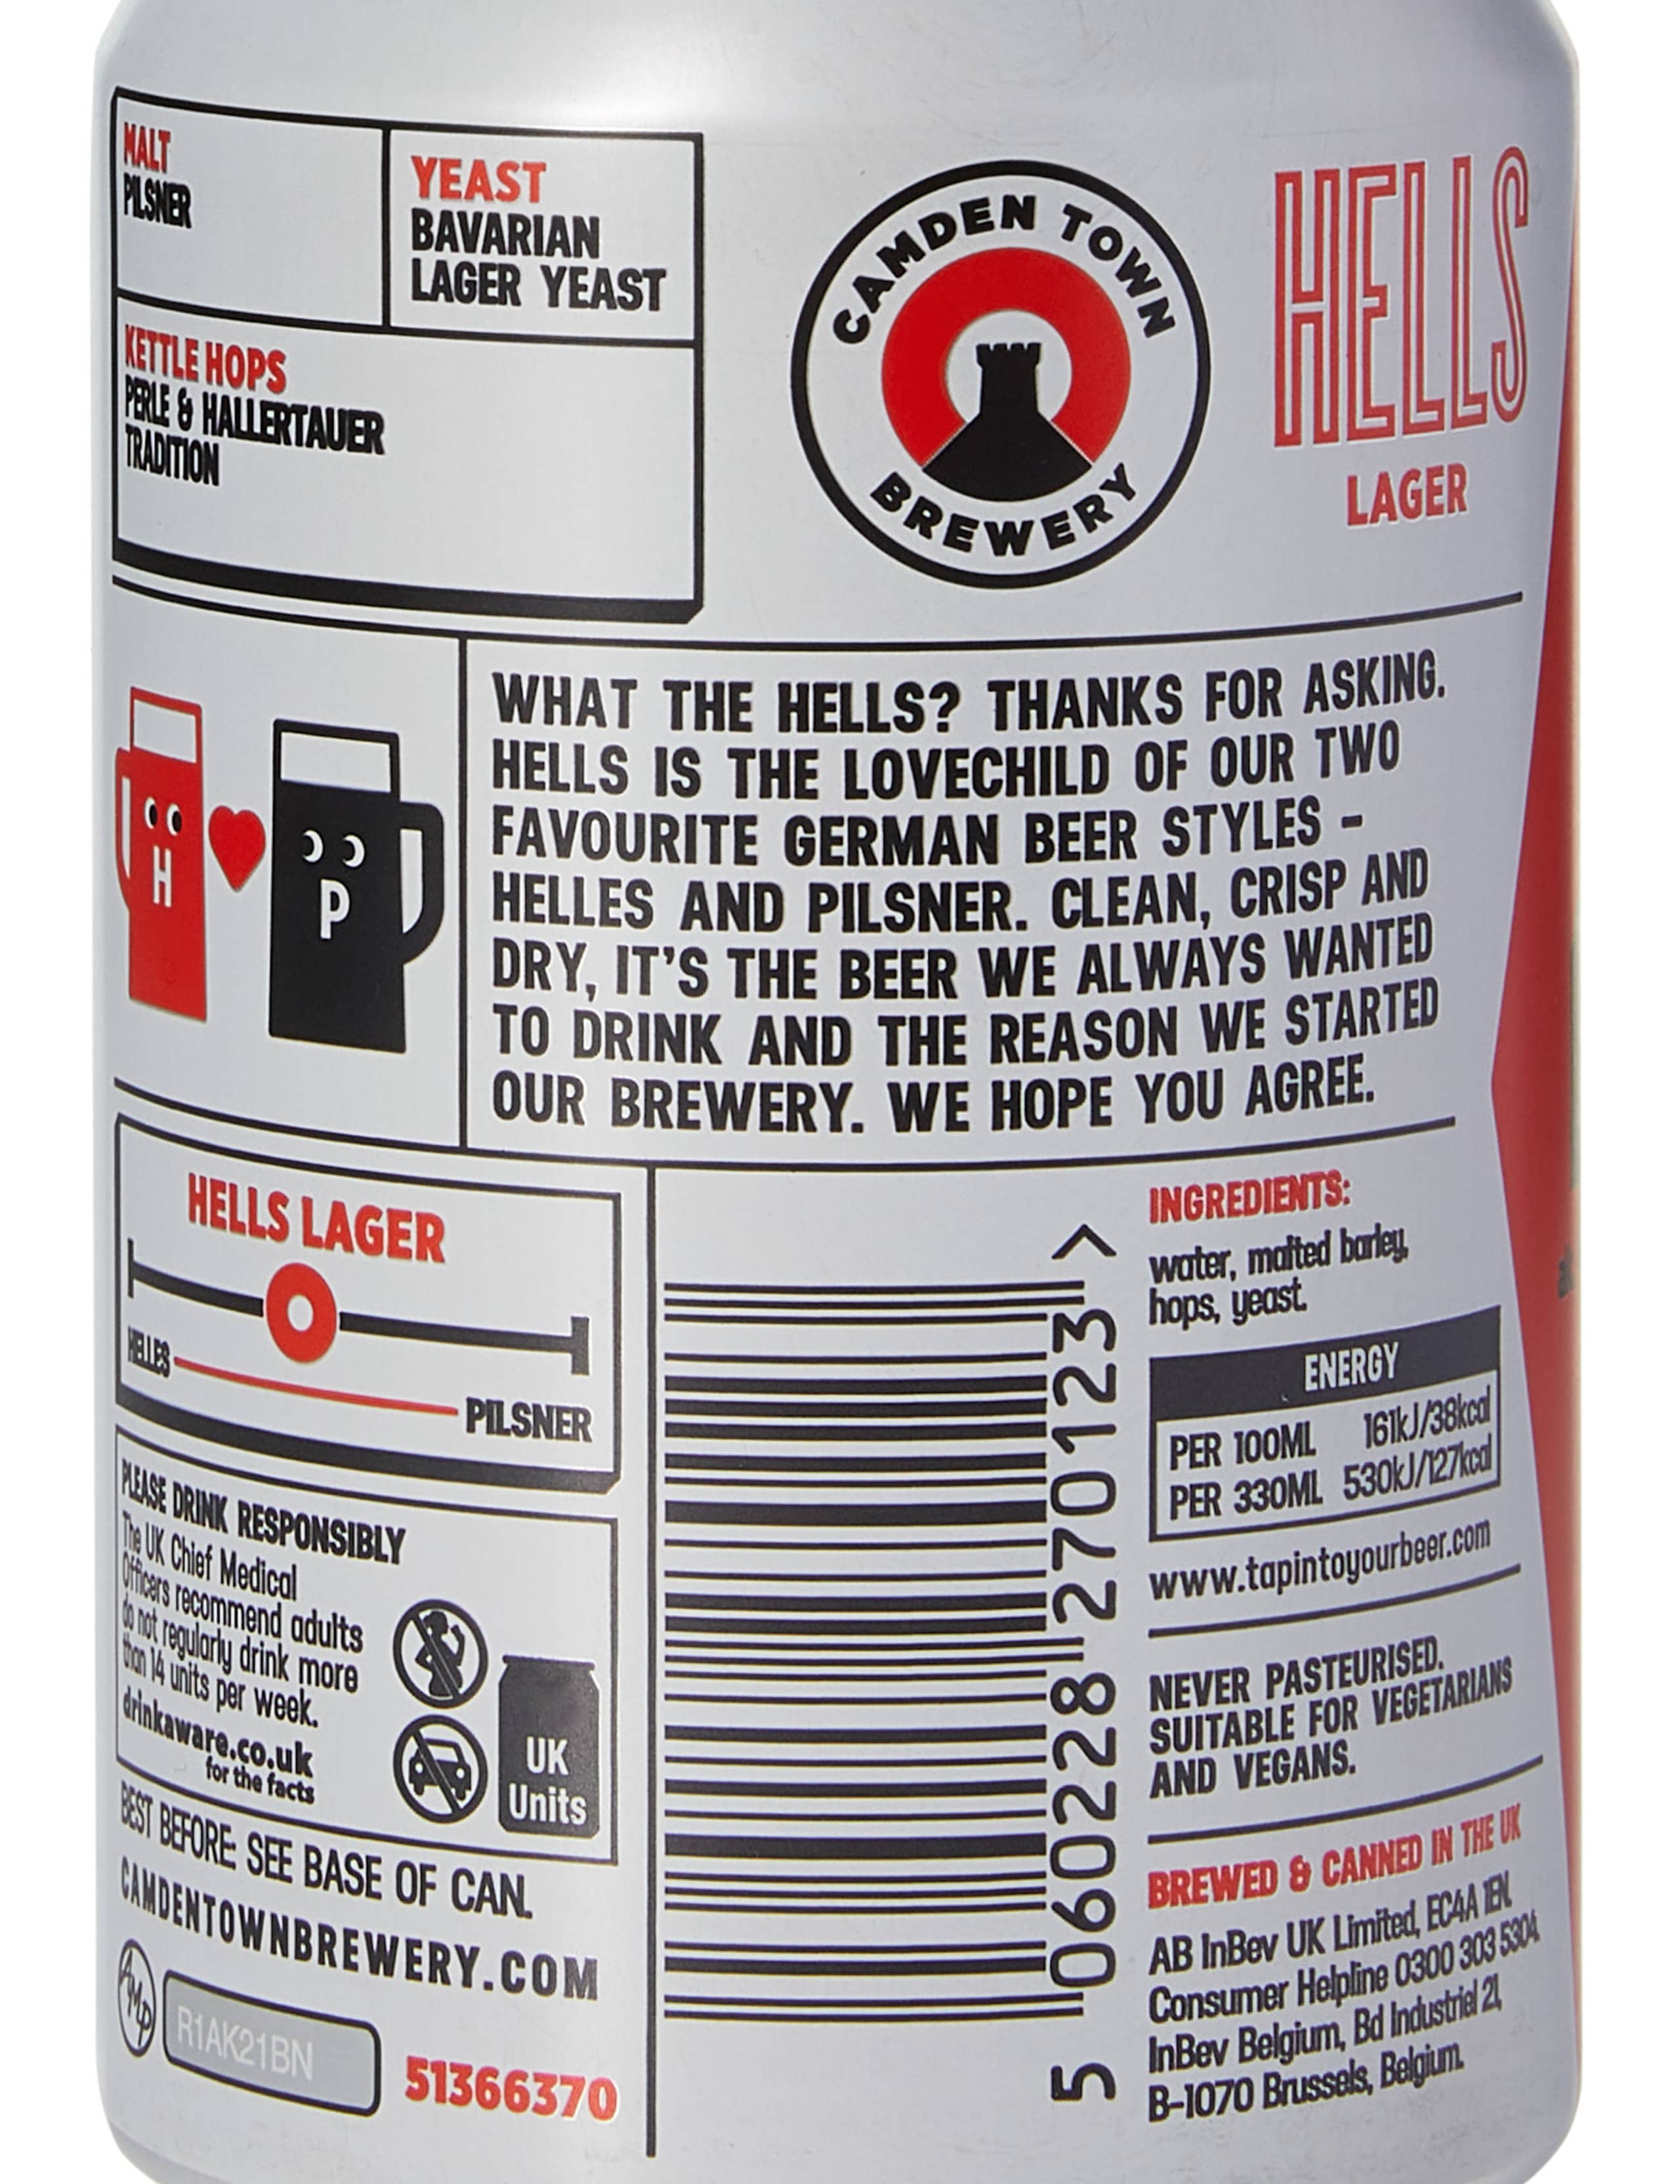 MALT
PILSNER
YEAST
BAVARIAN
LAGER YEAST
KETTLE HOPS
PERLE & HALLERTAUER
TRADITION
CAMDEN TOWN
BREWERY
HELLS
LAGER
H
P
WHAT THE HELLS? THANKS FOR ASKING.
HELLS IS THE LOVECHILD OF OUR TWO
FAVOURITE GERMAN BEER STYLES –
HELLES AND PILSNER. CLEAN, CRISP AND
DRY, IT'S THE BEER WE ALWAYS WANTED
TO DRINK AND THE REASON WE STARTED
OUR BREWERY. WE HOPE YOU AGREE.
HELLS LAGER
HELLES
PILSNER
PLEASE DRINK RESPONSIBLY
The UK Chief Medical
Officers recommend adults
do not regularly drink more
than 14 units per week.
drinkaware.co.uk
for the facts
UK
Units
BEST BEFORE: SEE BASE OF CAN.
CAMDENTOWNBREWERY.COM
AMP
R1AK21BN
51366370
5 060228 270123 >
INGREDIENTS:
water, malted barley,
hops, yeast.
ENERGY
PER 100ML 161kJ/38kcal
PER 330ML 530kJ/127kcal
www.tapintoyourbeer.com
NEVER PASTEURISED.
SUITABLE FOR VEGETARIANS
AND VEGANS.
BREWED & CANNED IN THE UK
AB InBev UK Limited, EC4A 1EN.
Consumer Helpline 0300 303 5304.
InBev Belgium, Bd Industriel 21,
B-1070 Brussels, Belgium.